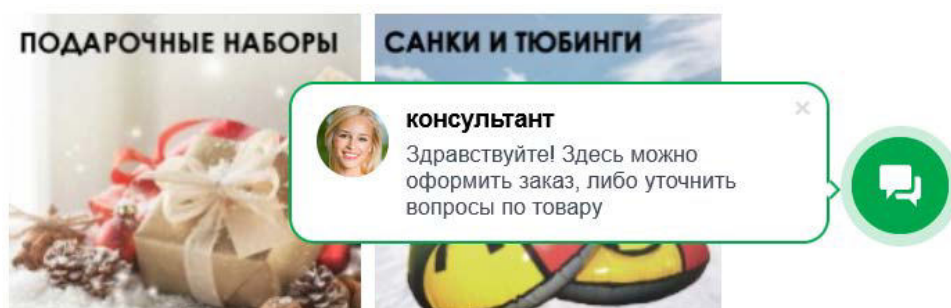 ПОДАРОЧНЫЕ НАБОРЫ
САНКИ И ТЮБИНГИ
консультант
Здравствуйте! Здесь можно
оформить заказ, либо уточнить
вопросы по товару